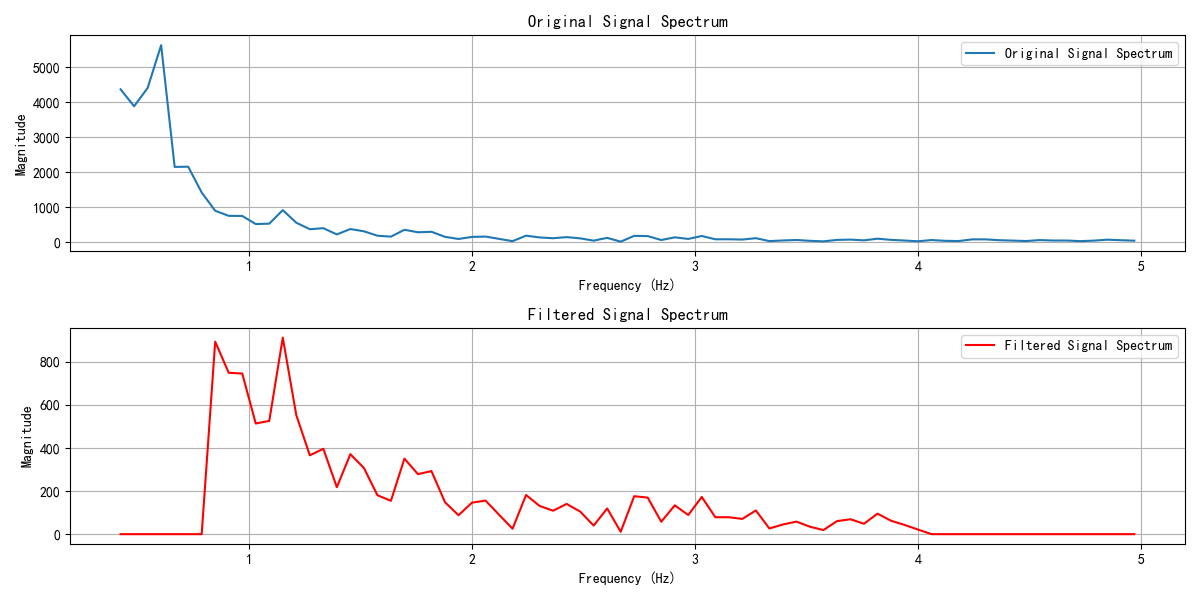 Original Signal Spectrum
Original Signal Spectrum
Magnitude
5000
4000
3000
2000
1000
0
1
2
3
4
5
Frequency (Hz)
Filtered Signal Spectrum
Filtered Signal Spectrum
Magnitude
800
600
400
200
0
1
2
3
4
5
Frequency (Hz)